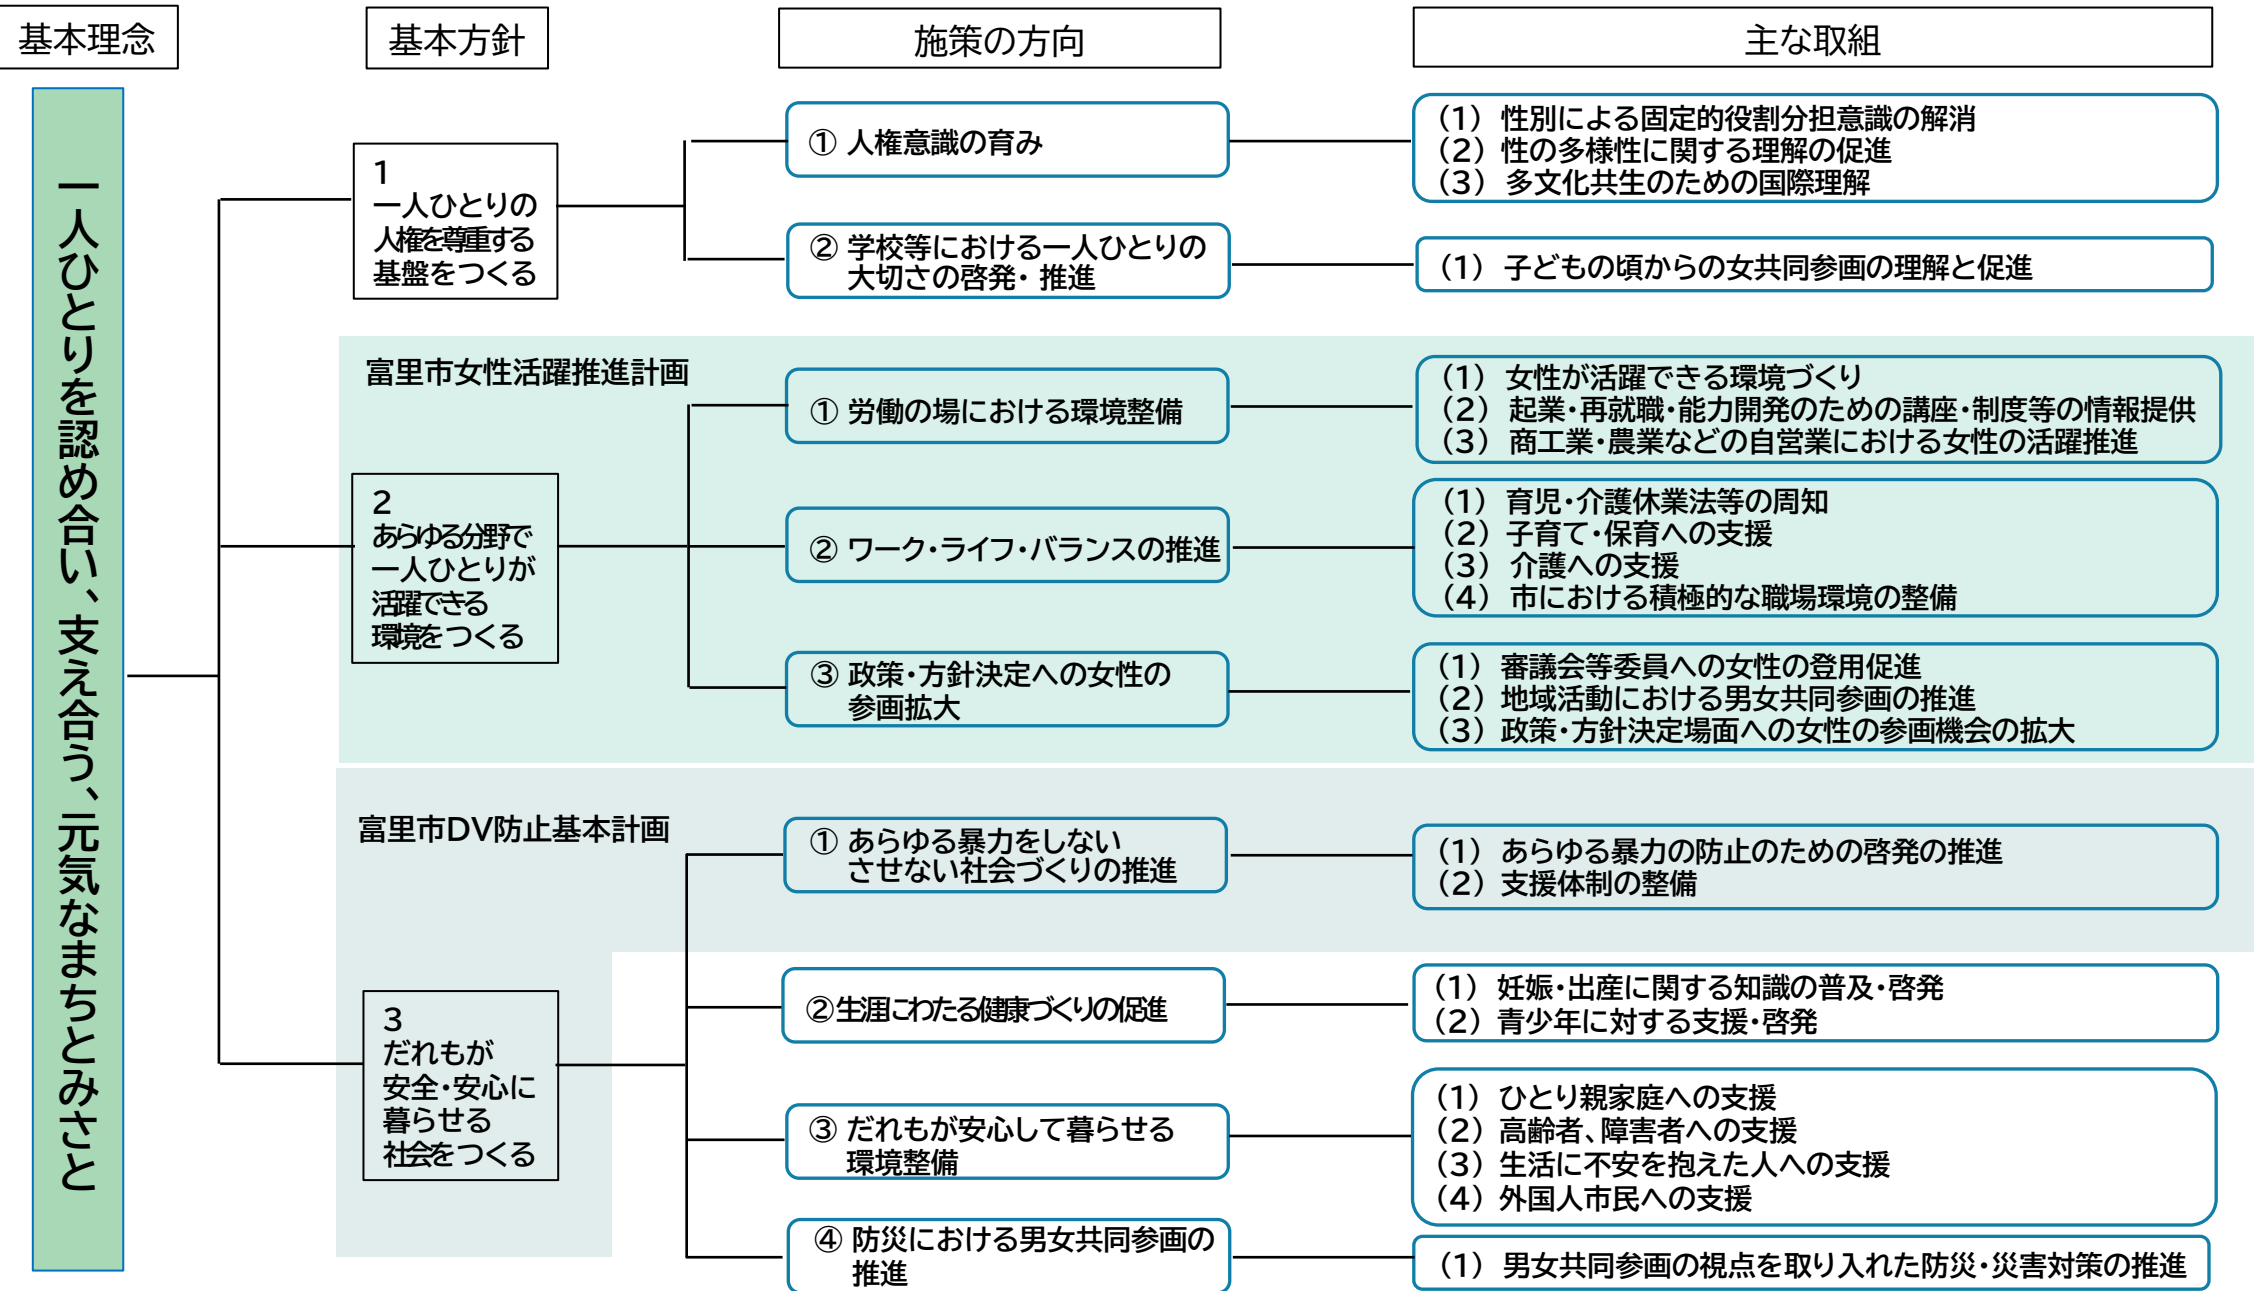 基本理念
基本方針
施策の方向
主な取組
一人ひとりを認め合い、支え合う、元気なまちとみさと
1
一人ひとりの
人権を尊重する
基盤をつくる
① 人権意識の育み
(1) 性別による固定的役割分担意識の解消
(2) 性の多様性に関する理解の促進
(3) 多文化共生のための国際理解
② 学校等における一人ひとりの
大切さの啓発・ 推進
(1) 子どもの頃からの女共同参画の理解と促進
富里市女性活躍推進計画
2
あらゆる分野で
一人ひとりが
活躍できる
環境をつくる
① 労働の場における環境整備
(1) 女性が活躍できる環境づくり
(2) 起業・再就職・能力開発のための講座・制度等の情報提供
(3) 商工業・農業などの自営業における女性の活躍推進
② ワーク・ライフ・バランスの推進
(1) 育児・介護休業法等の周知
(2) 子育て・保育への支援
(3) 介護への支援
(4) 市における積極的な職場環境の整備
③ 政策・方針決定への女性の
参画拡大
(1) 審議会等委員への女性の登用促進
(2) 地域活動における男女共同参画の推進
(3) 政策・方針決定場面への女性の参画機会の拡大
富里市DV防止基本計画
3
だれもが
安全・安心に
暮らせる
社会をつくる
① あらゆる暴力をしない
させない社会づくりの推進
(1) あらゆる暴力の防止のための啓発の推進
(2) 支援体制の整備
②生涯にわたる健康づくりの促進
(1) 妊娠・出産に関する知識の普及・啓発
(2) 青少年に対する支援・啓発
③ だれもが安心して暮らせる
環境整備
(1) ひとり親家庭への支援
(2) 高齢者、障害者への支援
(3) 生活に不安を抱えた人への支援
(4) 外国人市民への支援
④ 防災における男女共同参画の
推進
(1) 男女共同参画の視点を取り入れた防災・災害対策の推進